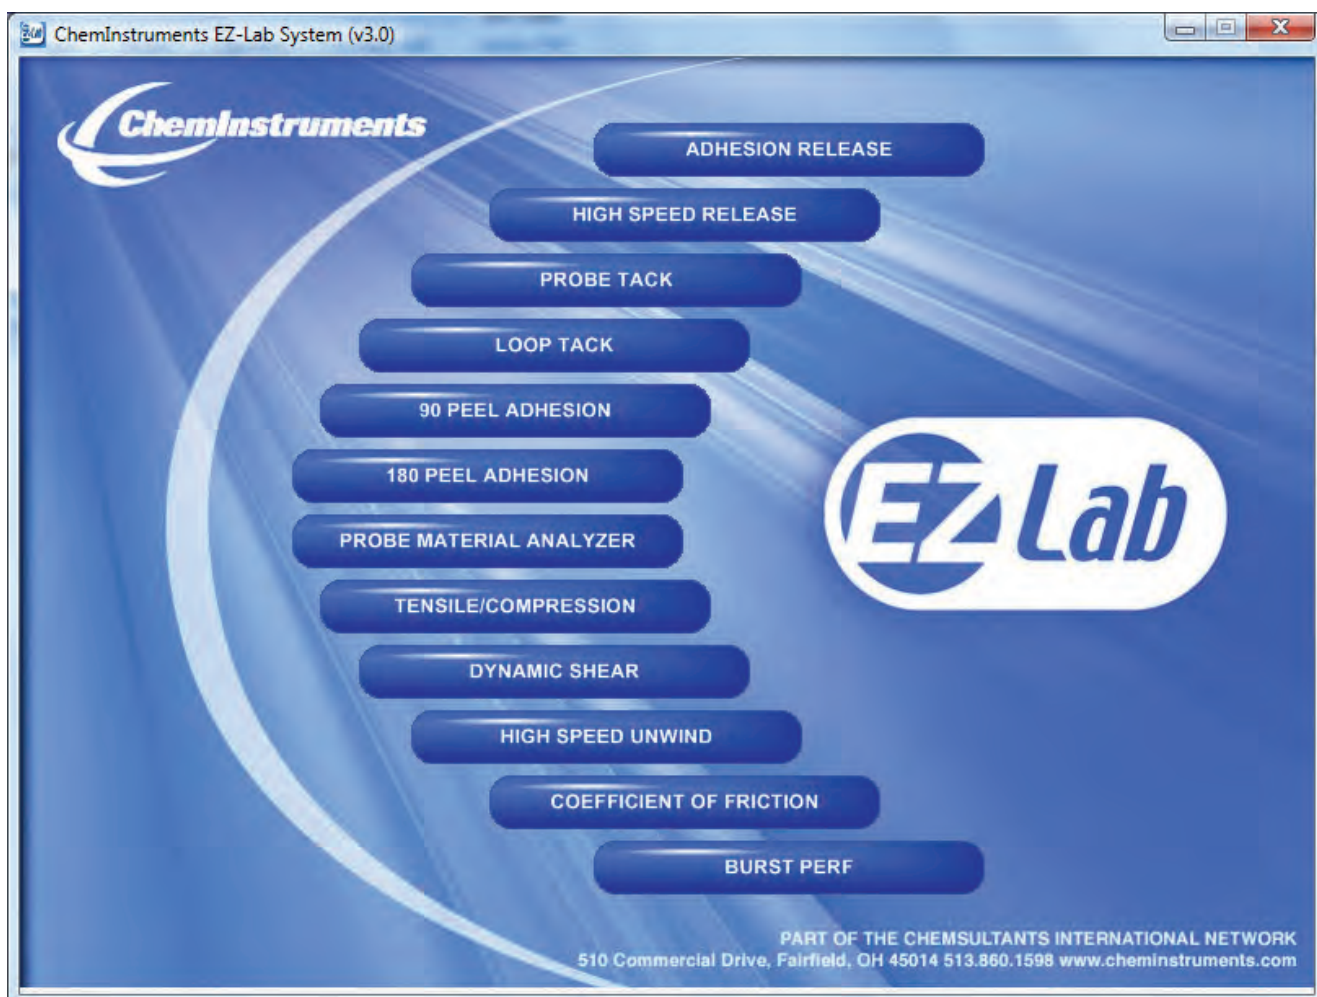 ChemInstruments EZ-Lab System (v3.0)
ChemInstruments
ADHESION RELEASE
HIGH SPEED RELEASE
PROBE TACK
LOOP TACK
90 PEEL ADHESION
180 PEEL ADHESION
PROBE MATERIAL ANALYZER
TENSILE/COMPRESSION
DYNAMIC SHEAR
HIGH SPEED UNWIND
COEFFICIENT OF FRICTION
BURST PERF
EZ Lab
PART OF THE CHEMSULTANTS INTERNATIONAL NETWORK
510 Commercial Drive, Fairfield, OH 45014 513.860.1598 www.cheminstruments.com